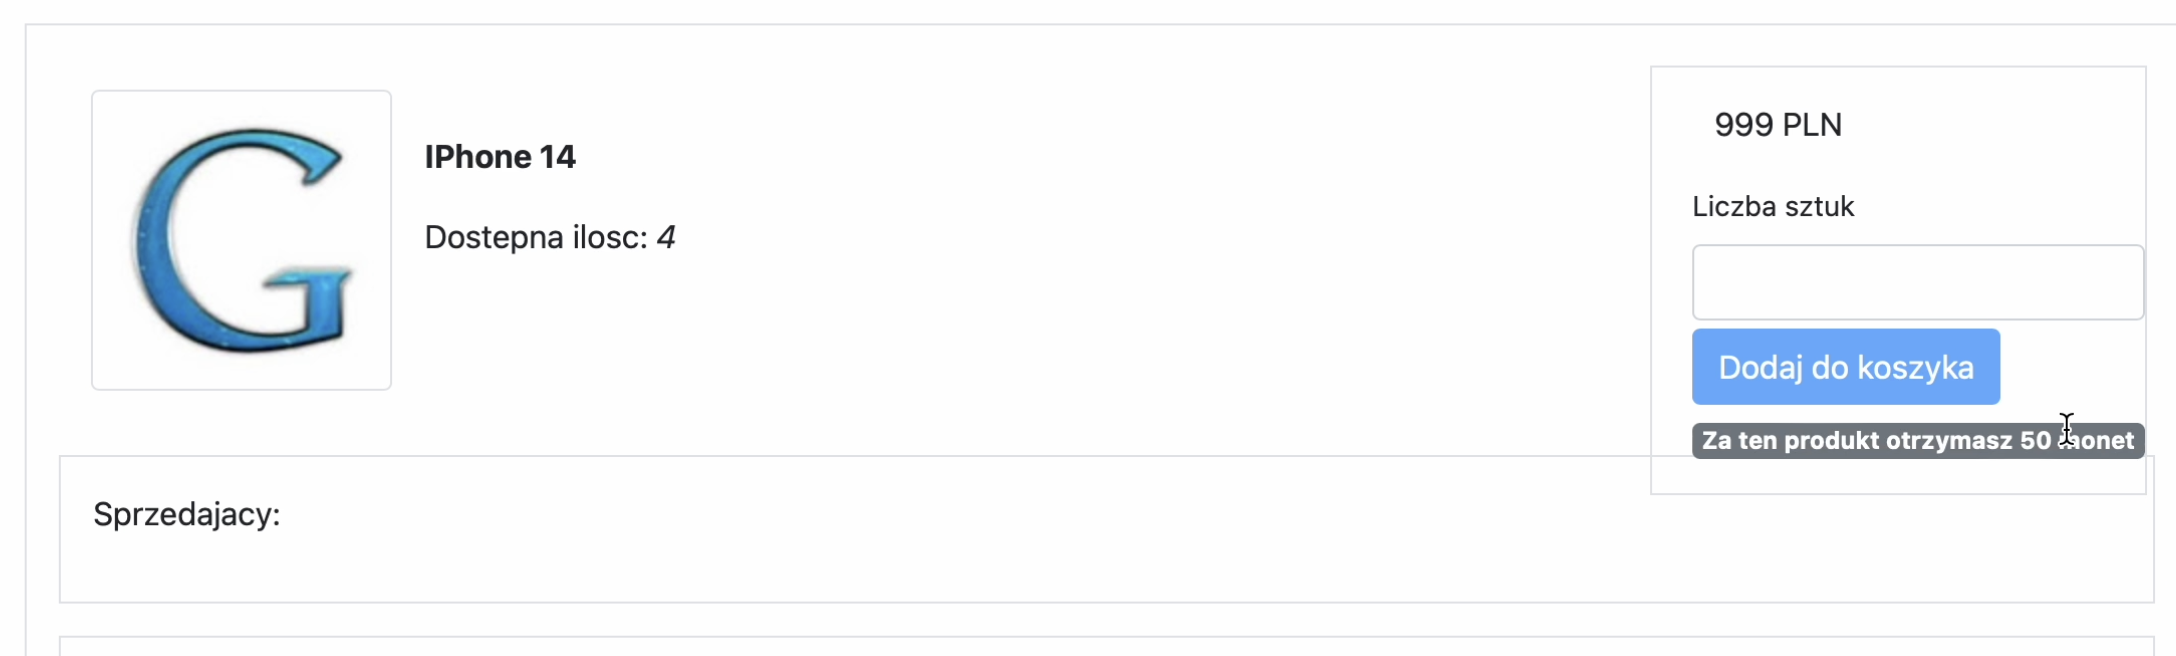 G
IPhone 14
Dostepna ilosc: 4
999 PLN
Liczba sztuk
Dodaj do koszyka
Za ten produkt otrzymasz 50 monet
Sprzedajacy: